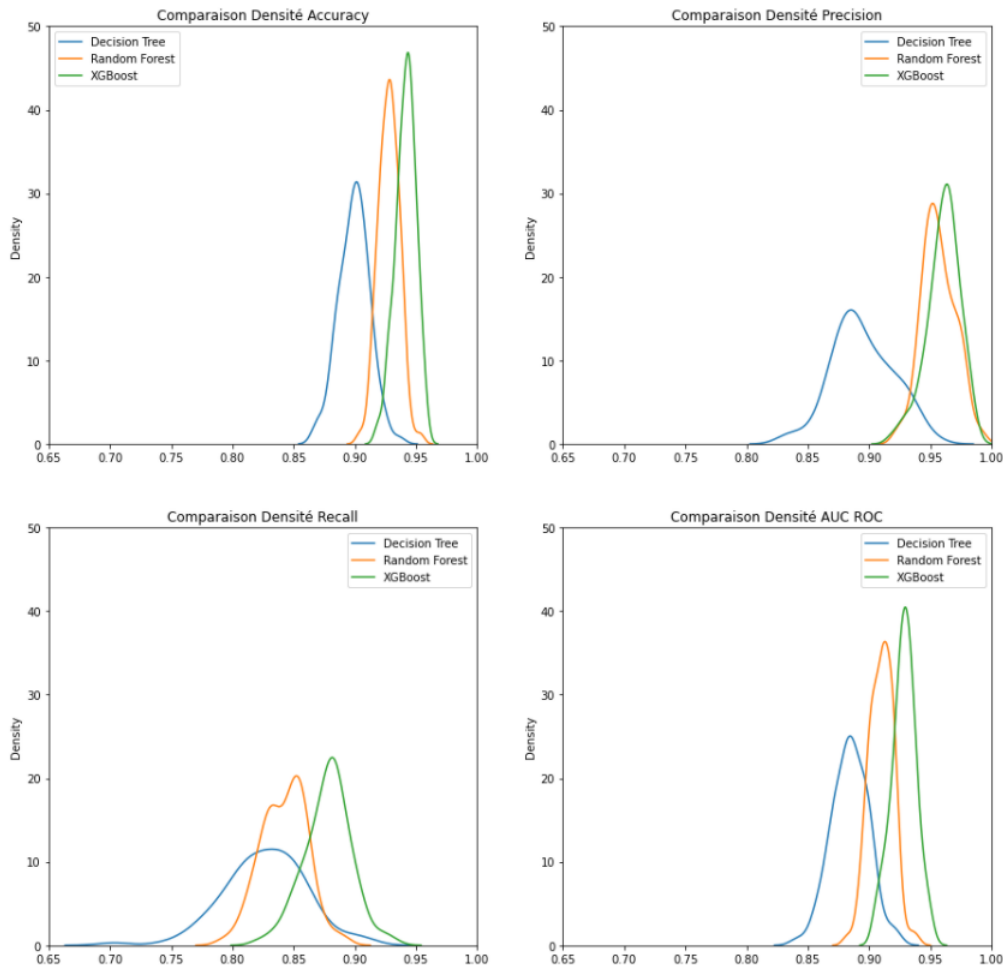 Comparaison Densité Accuracy
50
40
30
20
10
0
Density
Decision Tree
Random Forest
XGBoost
0.65 0.70 0.75 0.80 0.85 0.90 0.95 1.00
Comparaison Densité Precision
50
40
30
20
10
0
Density
Decision Tree
Random Forest
XGBoost
0.65 0.70 0.75 0.80 0.85 0.90 0.95 1.00
Comparaison Densité Recall
50
40
30
20
10
0
Density
Decision Tree
Random Forest
XGBoost
0.65 0.70 0.75 0.80 0.85 0.90 0.95 1.00
Comparaison Densité AUC ROC
50
40
30
20
10
0
Density
Decision Tree
Random Forest
XGBoost
0.65 0.70 0.75 0.80 0.85 0.90 0.95 1.00